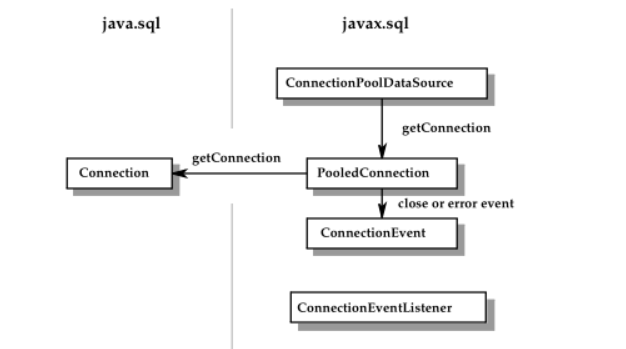 java.sql
javax.sql
ConnectionPoolDataSource
getConnection
getConnection
Connection
PooledConnection
close or error event
ConnectionEvent
ConnectionEventListener